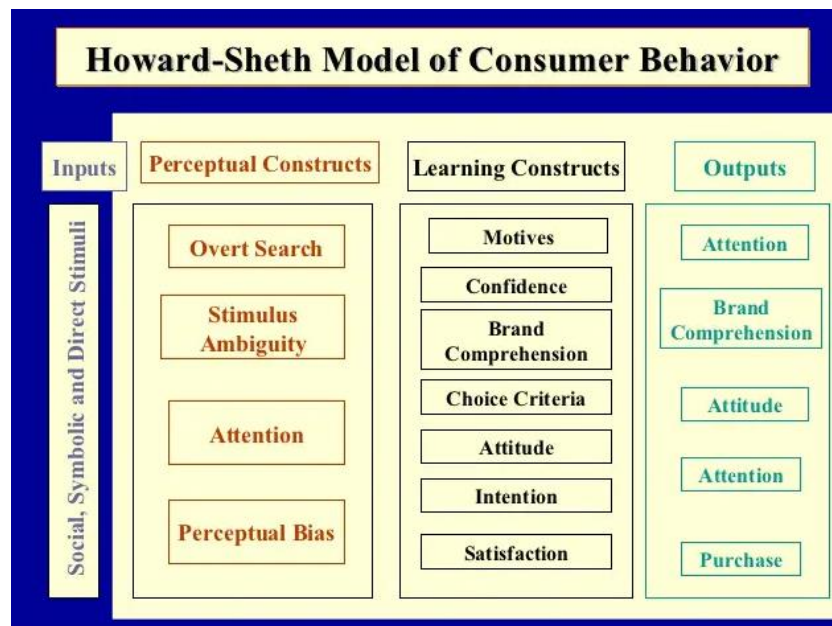 Howard-Sheth Model of Consumer Behavior
Inputs
Social, Symbolic and Direct Stimuli
Perceptual Constructs
Overt Search
Stimulus
Ambiguity
Attention
Perceptual Bias
Learning Constructs
Motives
Confidence
Brand
Comprehension
Choice Criteria
Attitude
Intention
Satisfaction
Outputs
Attention
Brand
Comprehension
Attitude
Attention
Purchase